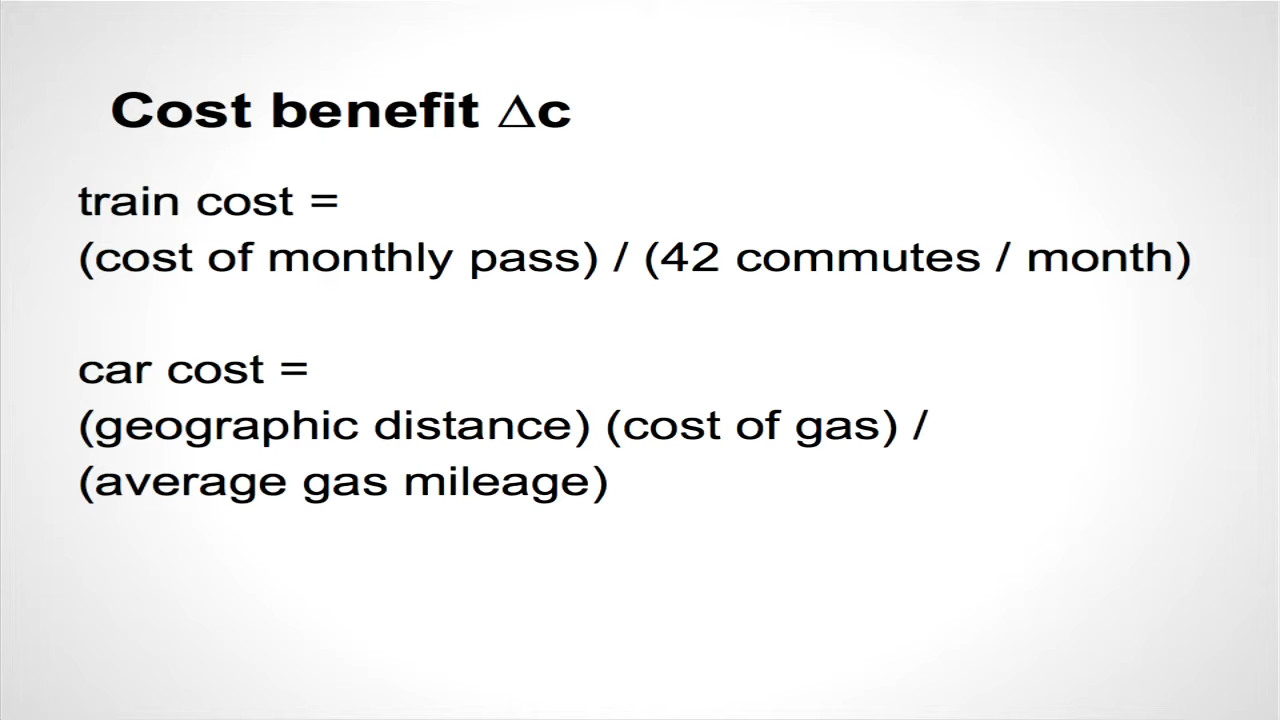 Cost benefit Δc
train cost =
(cost of monthly pass) / (42 commutes / month)
car cost =
(geographic distance) (cost of gas) /
(average gas mileage)